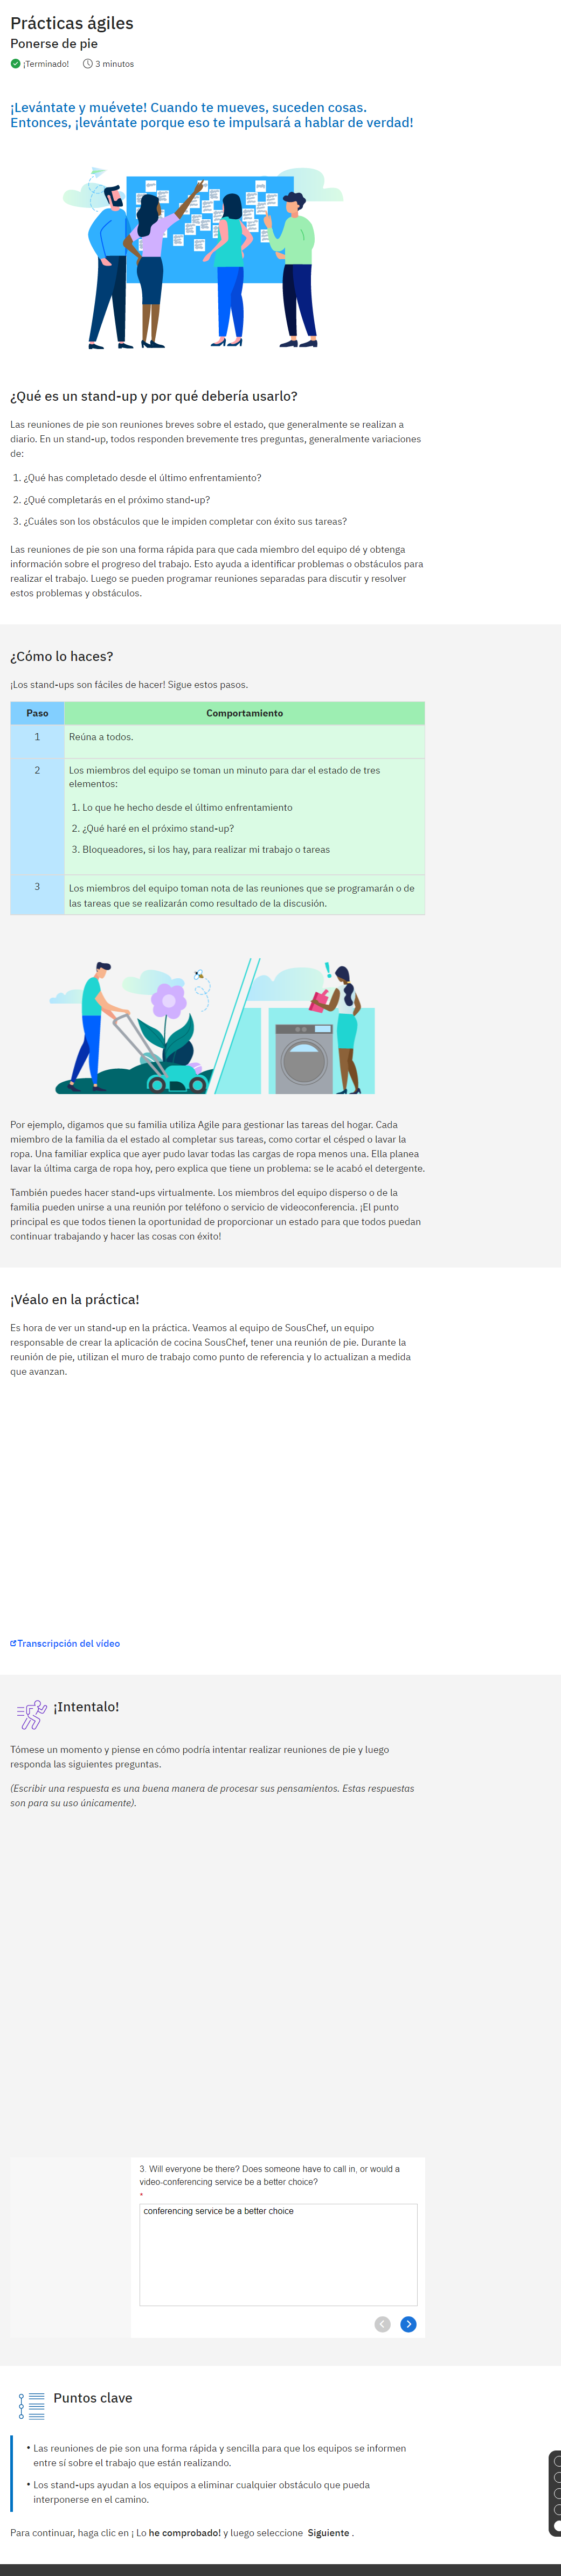 Prácticas ágiles
Ponerse de pie
¡Terminado! 3 minutos
¡Levántate y muévete! Cuando te mueves, suceden cosas.
Entonces, ¡levántate porque eso te impulsará a hablar de verdad!
¿Qué es un stand-up y por qué debería usarlo?
Las reuniones de pie son reuniones breves sobre el estado, que generalmente se realizan a
diario. En un stand-up, todos responden brevemente tres preguntas, generalmente variaciones
de:
1. ¿Qué has completado desde el último enfrentamiento?
2. ¿Qué completarás en el próximo stand-up?
3. ¿Cuáles son los obstáculos que le impiden completar con éxito sus tareas?
Las reuniones de pie son una forma rápida para que cada miembro del equipo dé y obtenga
información sobre el progreso del trabajo. Esto ayuda a identificar problemas o obstáculos para
realizar el trabajo. Luego se pueden programar reuniones separadas para discutir y resolver
estos problemas y obstáculos.
¿Cómo lo haces?
¡Los stand-ups son fáciles de hacer! Sigue estos pasos.
Paso Comportamiento
1 Reúna a todos.
2 Los miembros del equipo se toman un minuto para dar el estado de tres
elementos:
1. Lo que he hecho desde el último enfrentamiento
2. ¿Qué haré en el próximo stand-up?
3. Bloqueadores, si los hay, para realizar mi trabajo o tareas
3 Los miembros del equipo toman nota de las reuniones que se programarán o de
las tareas que se realizarán como resultado de la discusión.
Por ejemplo, digamos que su familia utiliza Agile para gestionar las tareas del hogar. Cada
miembro de la familia da el estado al completar sus tareas, como cortar el césped o lavar la
ropa. Una familiar explica que ayer pudo lavar todas las cargas de ropa menos una. Ella planea
lavar la última carga de ropa hoy, pero explica que tiene un problema: se le acabó el detergente.
También puedes hacer stand-ups virtualmente. Los miembros del equipo disperso o de la
familia pueden unirse a una reunión por teléfono o servicio de videoconferencia. ¡El punto
principal es que todos tienen la oportunidad de proporcionar un estado para que todos puedan
continuar trabajando y hacer las cosas con éxito!
¡Véalo en la práctica!
Es hora de ver un stand-up en la práctica. Veamos al equipo de SousChef, un equipo
responsable de crear la aplicación de cocina SousChef, tener una reunión de pie. Durante la
reunión de pie, utilizan el muro de trabajo como punto de referencia y lo actualizan a medida
que avanzan.
Transcripción del vídeo
¡Intentalo!
Tómese un momento y piense en cómo podría intentar realizar reuniones de pie y luego
responda las siguientes preguntas.
(Escribir una respuesta es una buena manera de procesar sus pensamientos. Estas respuestas
son para su uso únicamente).
3. Will everyone be there? Does someone have to call in, or would a
video-conferencing service be a better choice?
*
conferencing service be a better choice
Puntos clave
• Las reuniones de pie son una forma rápida y sencilla para que los equipos se informen
entre sí sobre el trabajo que están realizando.
• Los stand-ups ayudan a los equipos a eliminar cualquier obstáculo que pueda
interponerse en el camino.
Para continuar, haga clic en ¡ Lo he comprobado! y luego seleccione Siguiente .